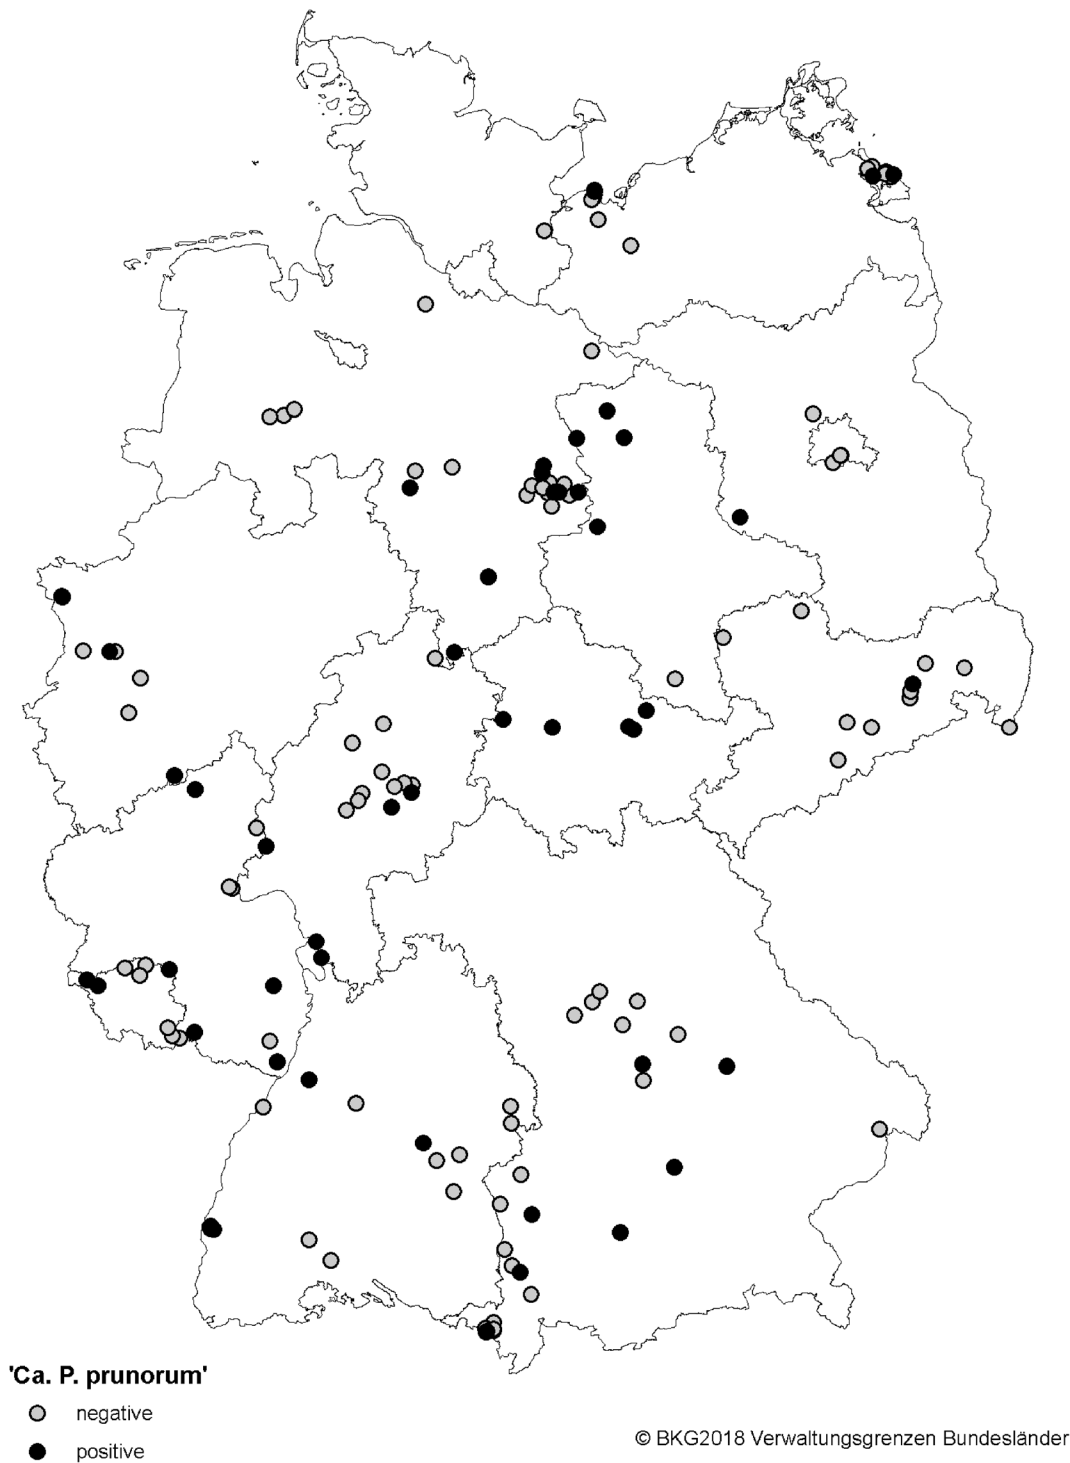 'Ca. P. prunorum'
negative
positive
© BKG2018 Verwaltungsgrenzen Bundesländer